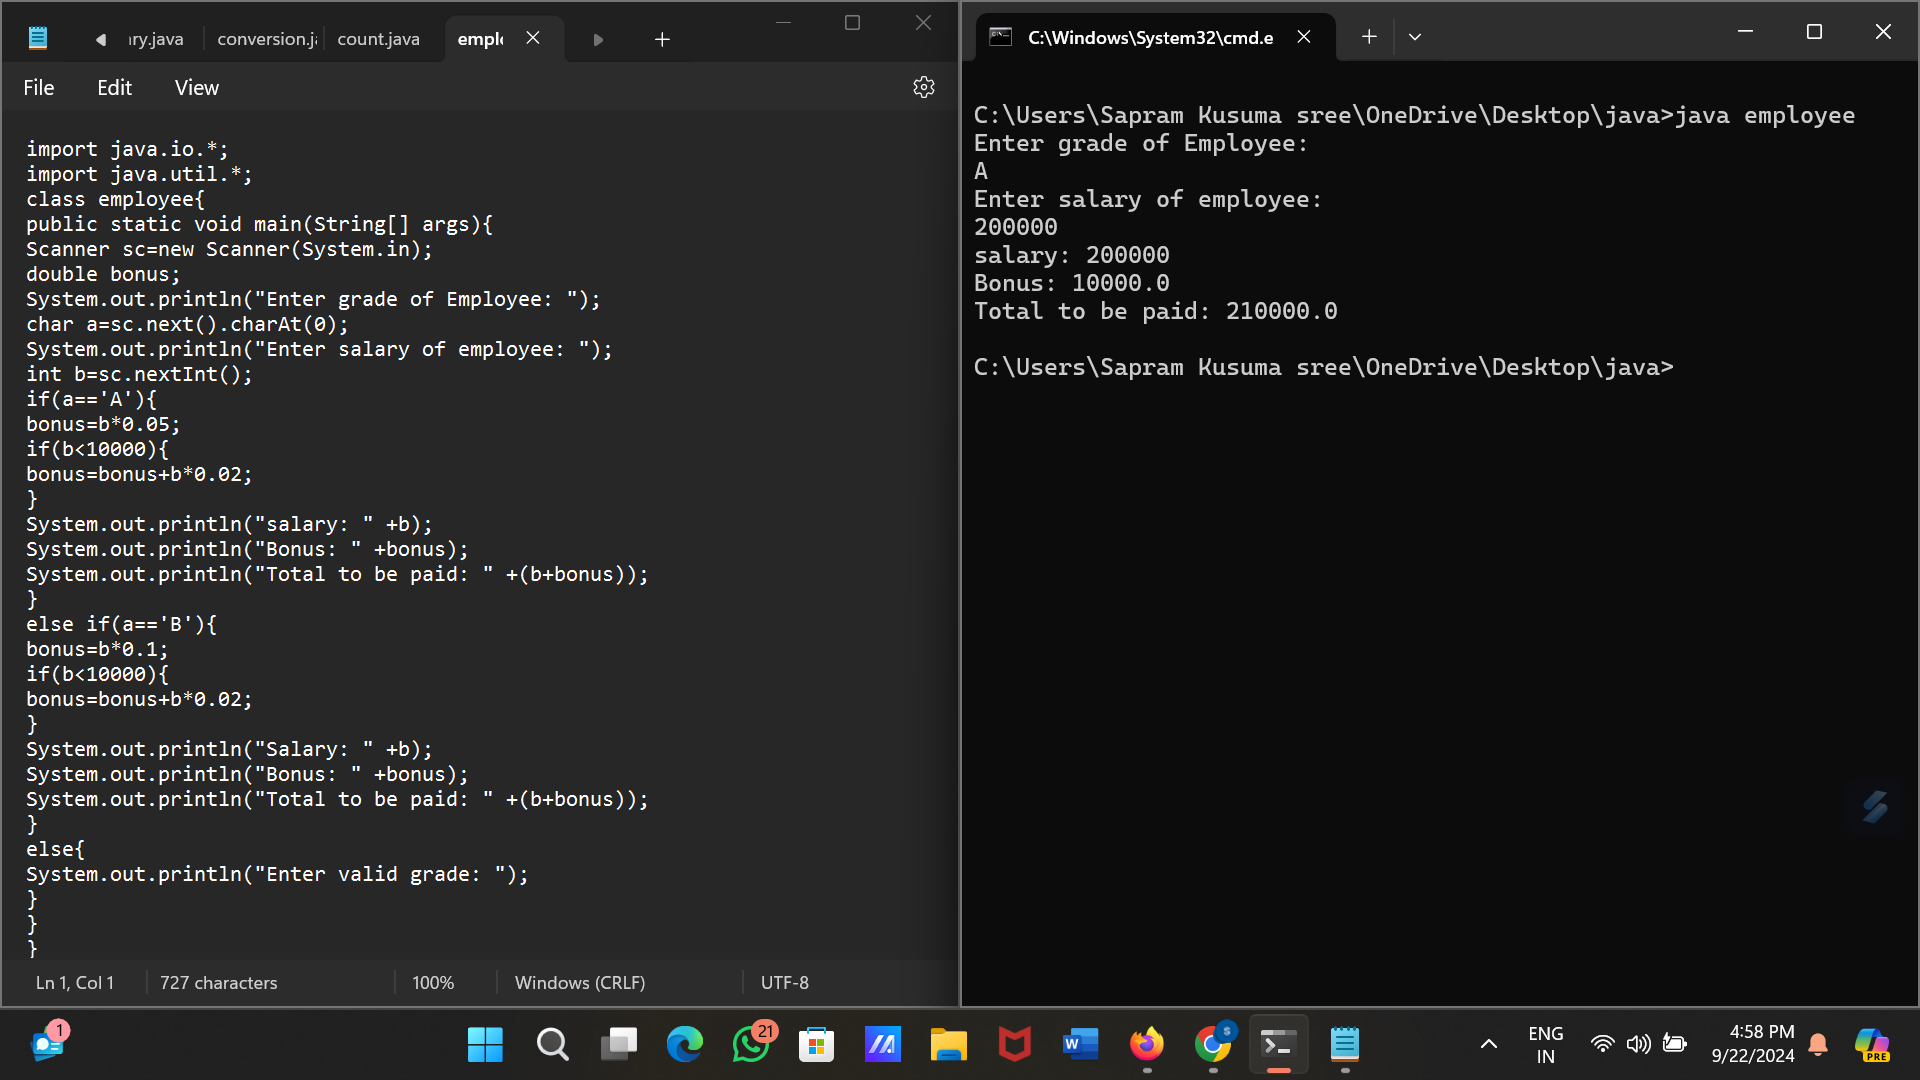 ry.java
conversion.j
count.java
empl
File
Edit
View
import java.io.*;
import java.util.*;
class employee{
public static void main(String[] args){
Scanner sc=new Scanner(System.in);
double bonus;
System.out.println("Enter grade of Employee: ");
char a=sc.next().charAt(0);
System.out.println("Enter salary of employee: ");
int b=sc.nextInt();
if(a=='A'){
bonus=b*0.05;
if(b<10000){
bonus=bonus+b*0.02;
}
System.out.println("salary: " +b);
System.out.println("Bonus: " +bonus);
System.out.println("Total to be paid: " +(b+bonus));
}
else if(a=='B'){
bonus=b*0.1;
if(b<10000){
bonus=bonus+b*0.02;
}
System.out.println("Salary: " +b);
System.out.println("Bonus: " +bonus);
System.out.println("Total to be paid: " +(b+bonus));
}
else{
System.out.println("Enter valid grade: ");
}
}
}
Ln 1, Col 1
727 characters
100%
Windows (CRLF)
UTF-8
C:\Windows\System32\cmd.e
C:\Users\Sapram Kusuma sree\OneDrive\Desktop\java>java employee
Enter grade of Employee:
A
Enter salary of employee:
200000
salary: 200000
Bonus: 10000.0
Total to be paid: 210000.0
C:\Users\Sapram Kusuma sree\OneDrive\Desktop\java>
1
21
W
S
ENG
IN
4:58 PM
9/22/2024
PRE